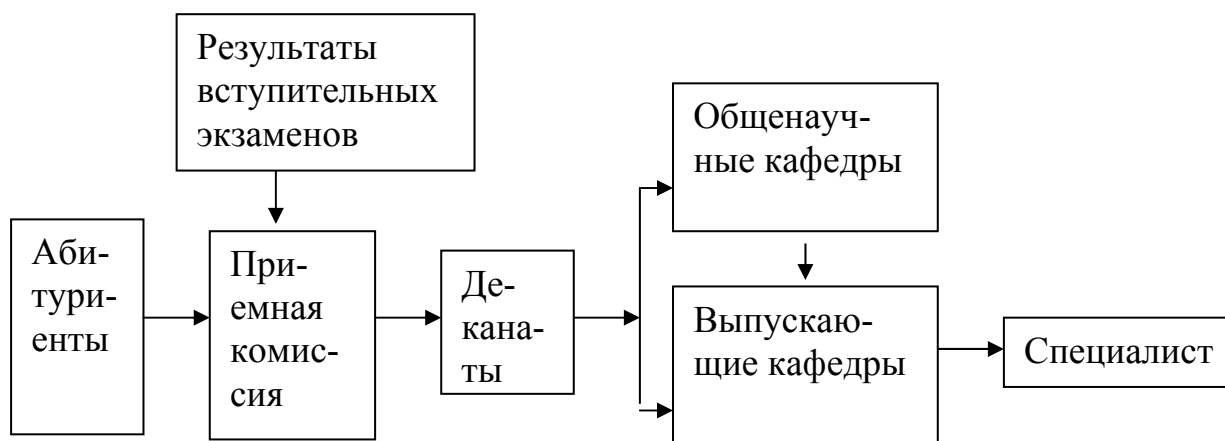 Результаты
вступительных
экзаменов
Аби-
тури-
енты
При-
емная
комис-
сия
Де-
кана-
ты
Общенауч-
ные кафедры
Выпускаю-
щие кафедры
Специалист